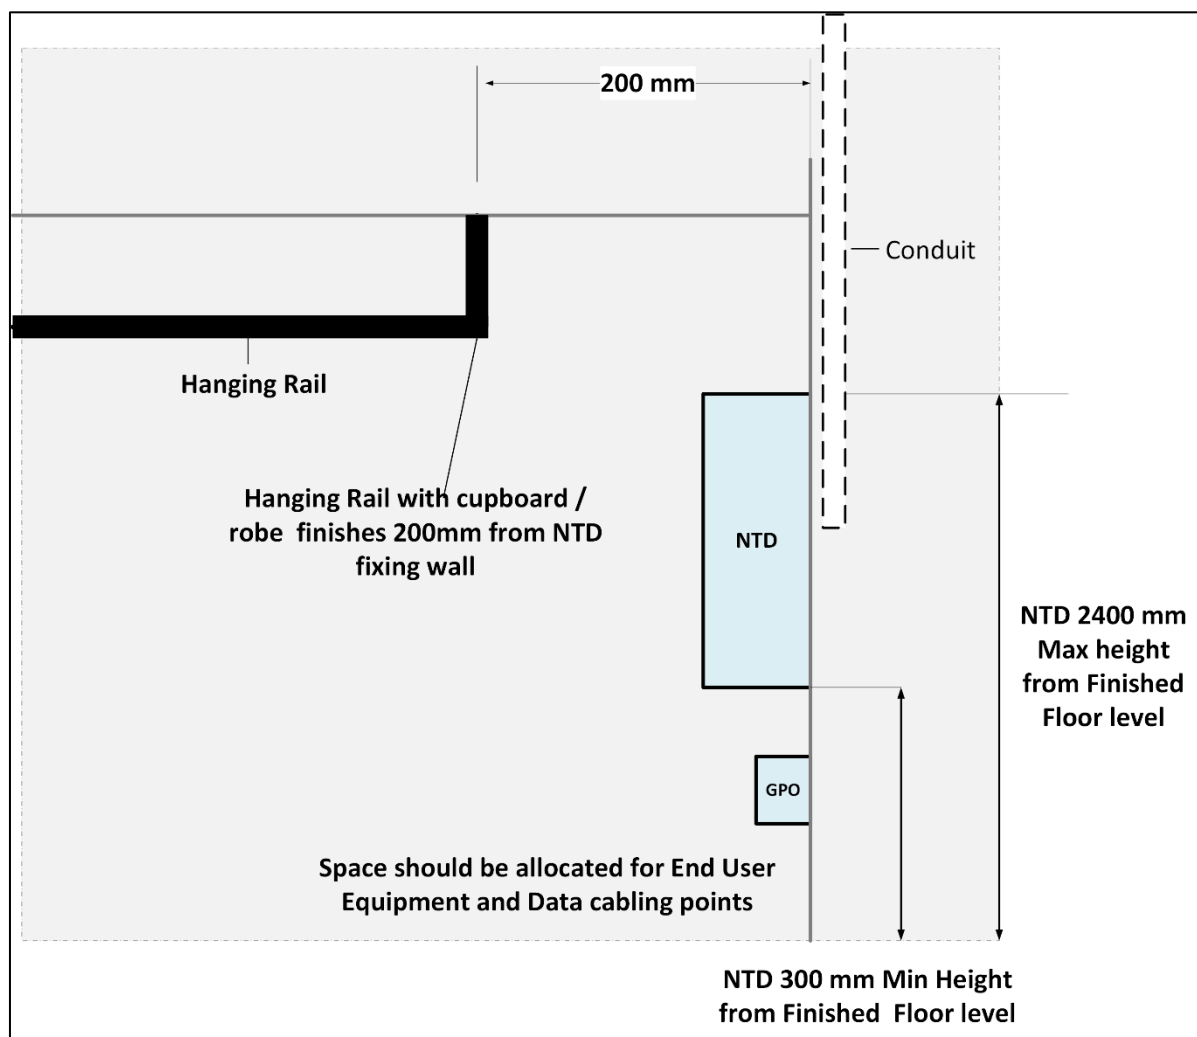 200 mm
Conduit
Hanging Rail
Hanging Rail with cupboard /
robe  finishes 200mm from NTD
fixing wall
NTD
NTD 2400 mm
Max height
from Finished
Floor level
GPO
Space should be allocated for End User
Equipment and Data cabling points
NTD 300 mm Min Height
from Finished  Floor level